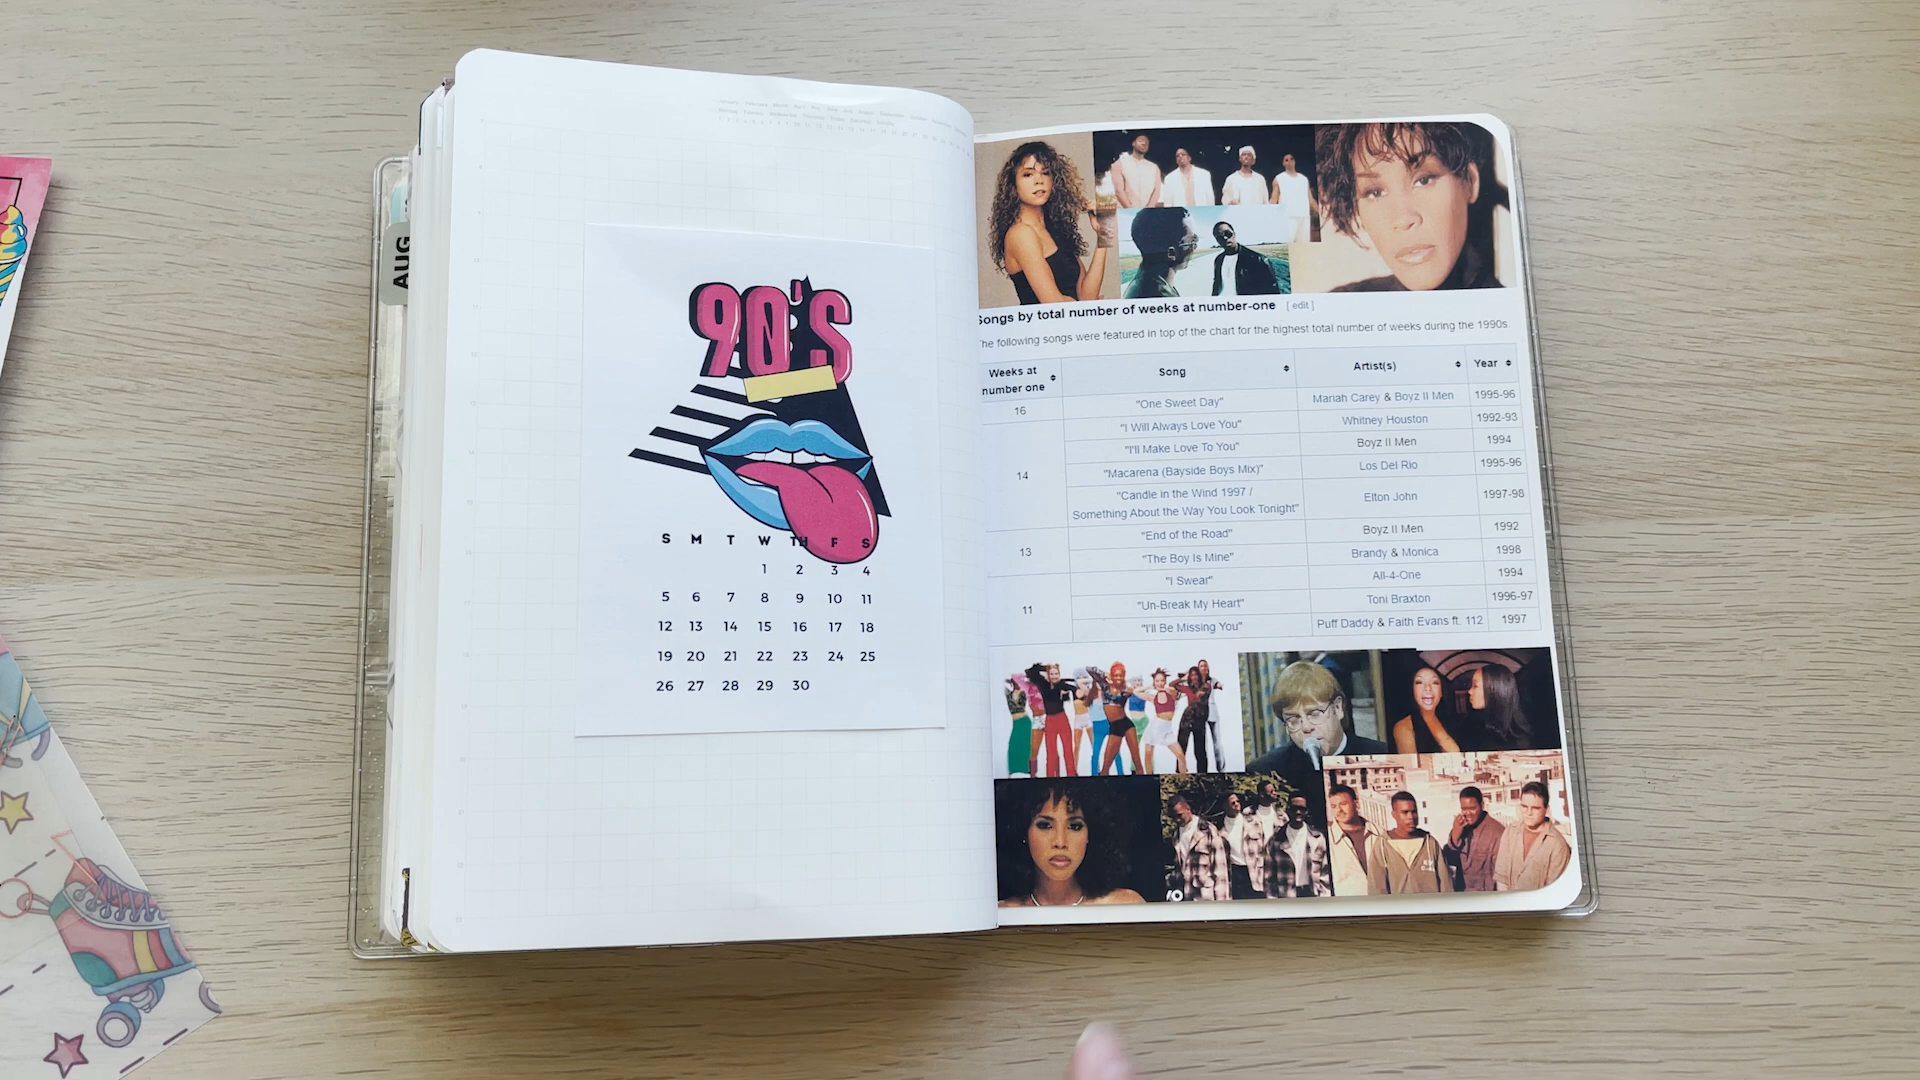 AUG
90'S
S M T W TH F S
1 2 3 4
5 6 7 8 9 10 11
12 13 14 15 16 17 18
19 20 21 22 23 24 25
26 27 28 29 30
Songs by total number of weeks at number-one [ edit ]
The following songs were featured in top of the chart for the highest total number of weeks during the 1990s.
Weeks at
number one
Song Artist(s) Year
16 "One Sweet Day" Mariah Carey & Boyz II Men 1995-96
14 "I Will Always Love You" Whitney Houston 1992-93
"I'll Make Love To You" Boyz II Men 1994
"Macarena (Bayside Boys Mix)" Los Del Rio 1995-96
"Candle in the Wind 1997 /
Something About the Way You Look Tonight" Elton John 1997-98
13 "End of the Road" Boyz II Men 1992
"The Boy Is Mine" Brandy & Monica 1998
11 "I Swear" All-4-One 1994
"Un-Break My Heart" Toni Braxton 1996-97
"I'll Be Missing You" Puff Daddy & Faith Evans ft. 112 1997